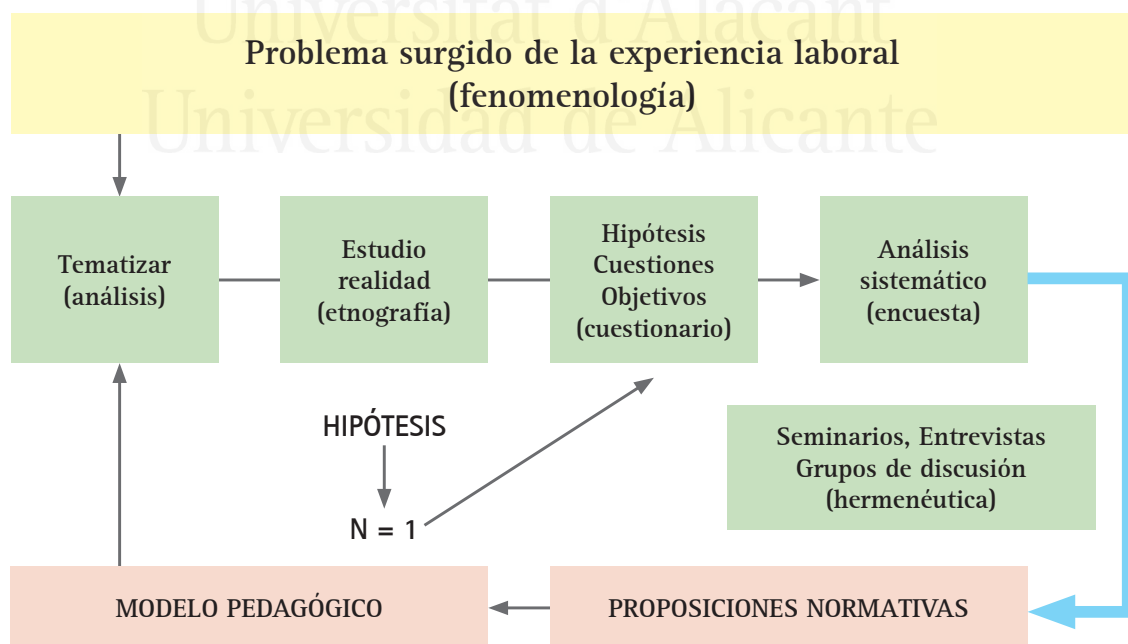 Universitat d'Alacant
Problema surgido de la experiencia laboral
(fenomenología)
Universidad de Alicante
Tematizar
(análisis)
Estudio
realidad
(etnografía)
Hipótesis
Cuestiones
Objetivos
(cuestionario)
Análisis
sistemático
(encuesta)
HIPÓTESIS
N = 1
Seminarios, Entrevistas
Grupos de discusión
(hermenéutica)
MODELO PEDAGÓGICO
PROPOSICIONES NORMATIVAS